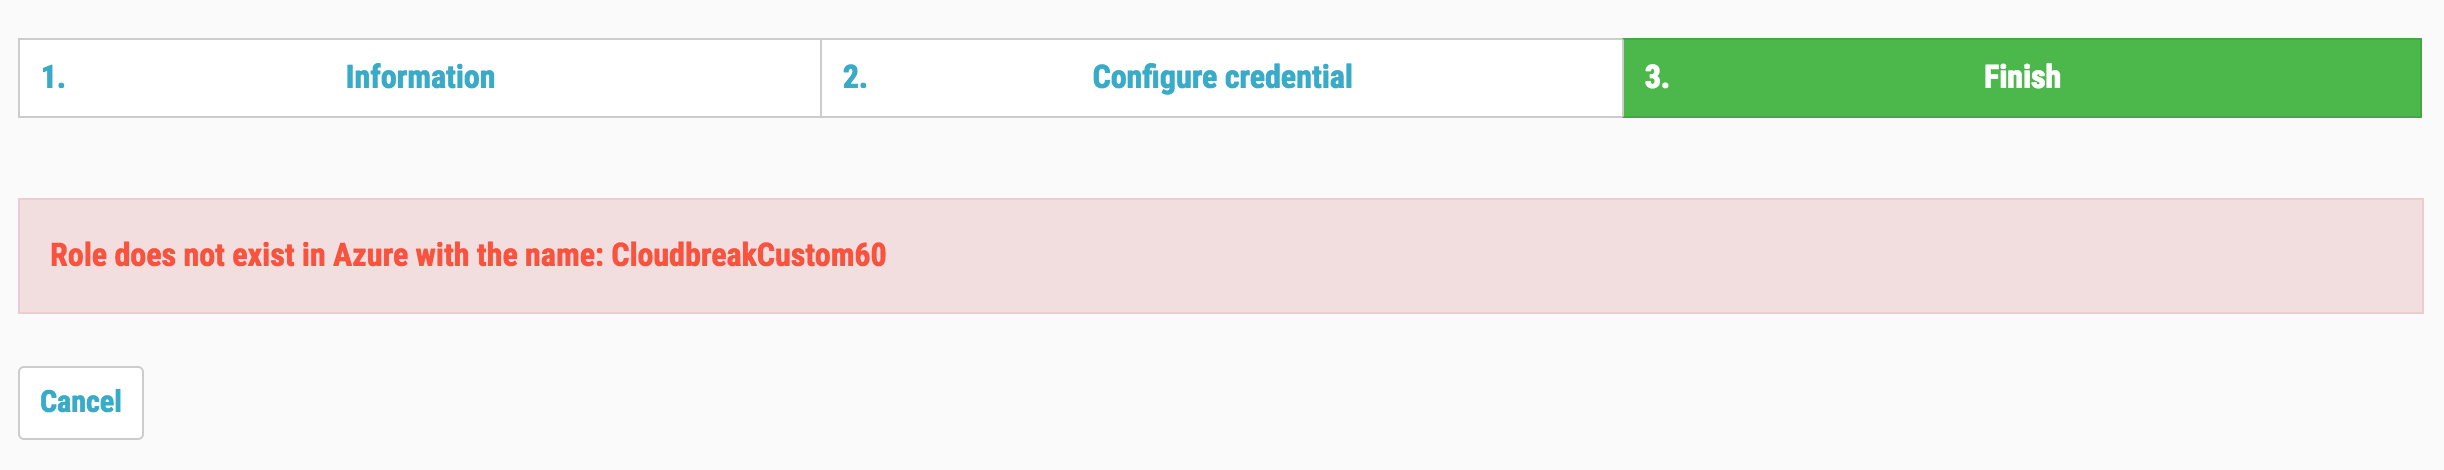 1. Information 2. Configure credential 3. Finish
Role does not exist in Azure with the name: CloudbreakCustom60
Cancel